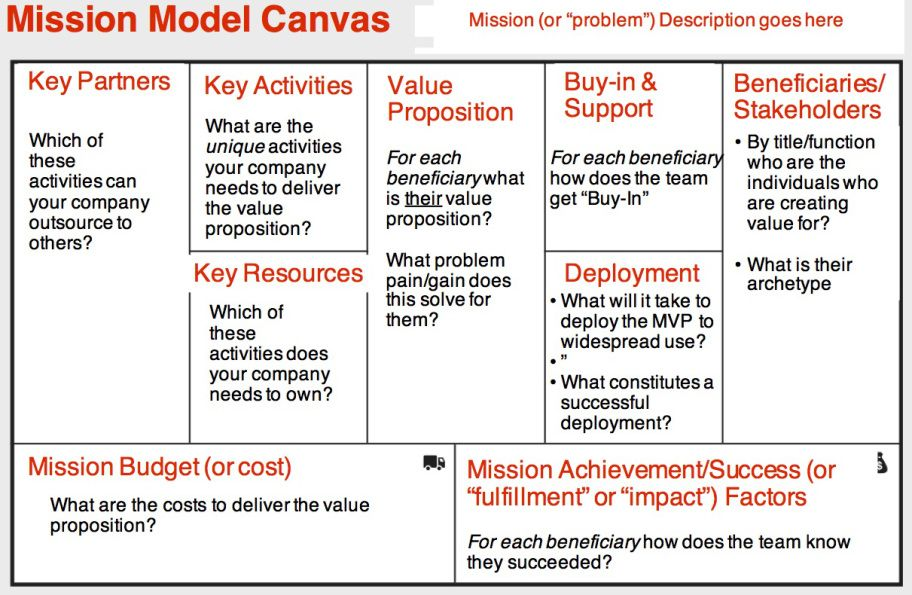 Mission Model Canvas
Mission (or “problem”) Description goes here
Key Partners
Which of
these
activities can
your company
outsource to
others?
Key Activities
What are the
unique activities
your company
needs to deliver
the value
proposition?
Key Resources
Which of
these
activities does
your company
needs to own?
Value
Proposition
For each
beneficiary what
is their value
proposition?
What problem
pain/gain does
this solve for
them?
Buy-in &
Support
For each beneficiary
how does the team
get “Buy-In”
Deployment
• What will it take to
deploy the MVP to
widespread use?
• ”
• What constitutes a
successful
deployment?
Beneficiaries/
Stakeholders
• By title/function
who are the
individuals who
are creating
value for?
• What is their
archetype
Mission Budget (or cost)
What are the costs to deliver the value
proposition?
Mission Achievement/Success (or
“fulfillment” or “impact”) Factors
For each beneficiary how does the team know
they succeeded?